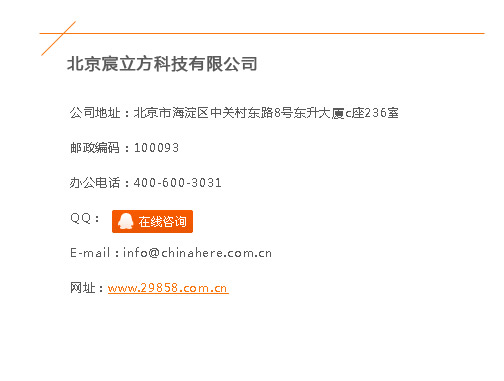 北京宸立方科技有限公司
公司地址：北京市海淀区中关村东路8号东升大厦c座236室
邮政编码：100093
办公电话：400-600-3031
QQ： 在线咨询
E-mail：info@chinahere.com.cn
网址：www.29858.com.cn